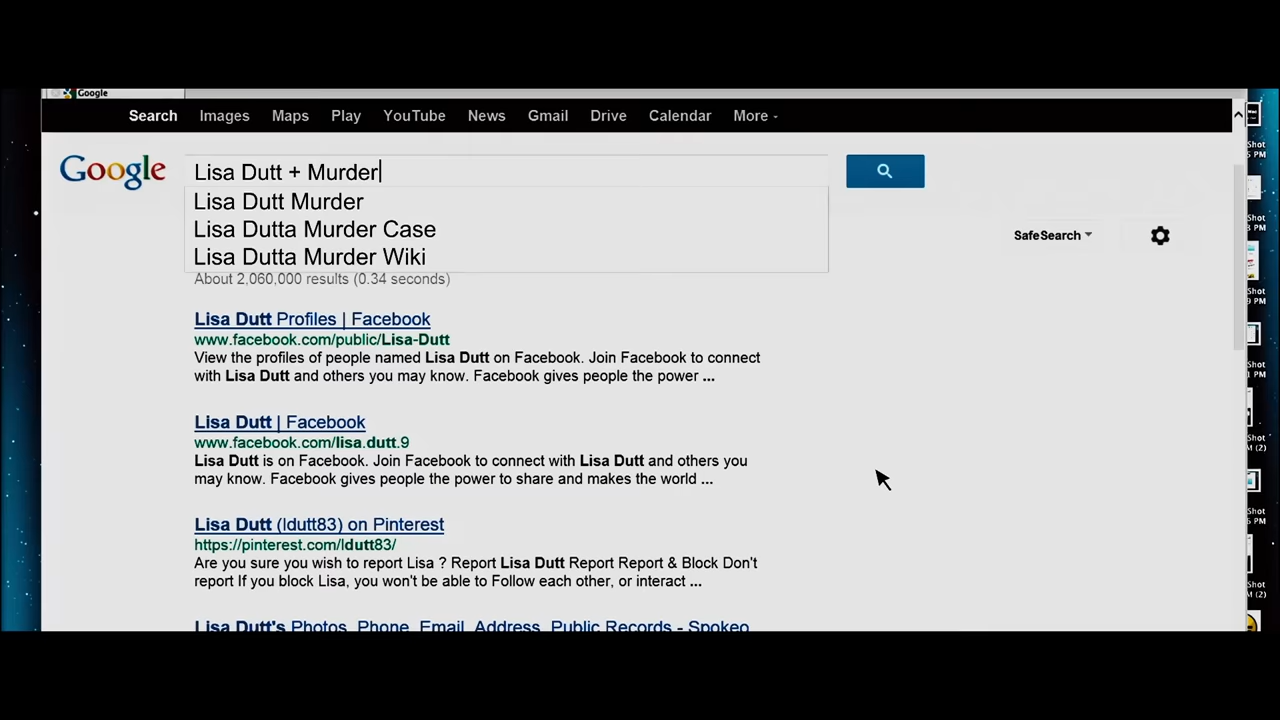 Google
Search Images Maps Play YouTube News Gmail Drive Calendar More
Google Lisa Dutt + Murder
Lisa Dutt Murder
Lisa Dutta Murder Case
Lisa Dutta Murder Wiki
SafeSearch
About 2,060,000 results (0.34 seconds)
Lisa Dutt Profiles | Facebook
www.facebook.com/public/Lisa-Dutt
View the profiles of people named Lisa Dutt on Facebook. Join Facebook to connect
with Lisa Dutt and others you may know. Facebook gives people the power ...
Lisa Dutt | Facebook
www.facebook.com/lisa.dutt.9
Lisa Dutt is on Facebook. Join Facebook to connect with Lisa Dutt and others you
may know. Facebook gives people the power to share and makes the world ...
Lisa Dutt (ldutt83) on Pinterest
https://pinterest.com/ldutt83/
Are you sure you wish to report Lisa ? Report Lisa Dutt Report Report & Block Don't
report If you block Lisa, you won't be able to Follow each other, or interact ...
Lisa Dutt's Photos, Phone, Email, Address, Public Records - Spokeo